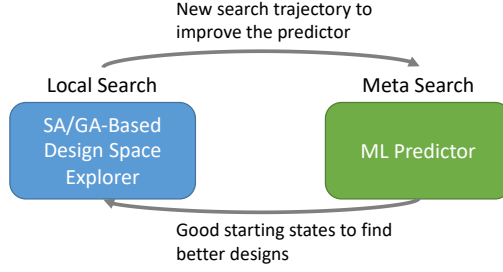 New search trajectory to
improve the predictor
Local Search
Meta Search
SA/GA-Based
Design Space
Explorer
ML Predictor
Good starting states to find
better designs